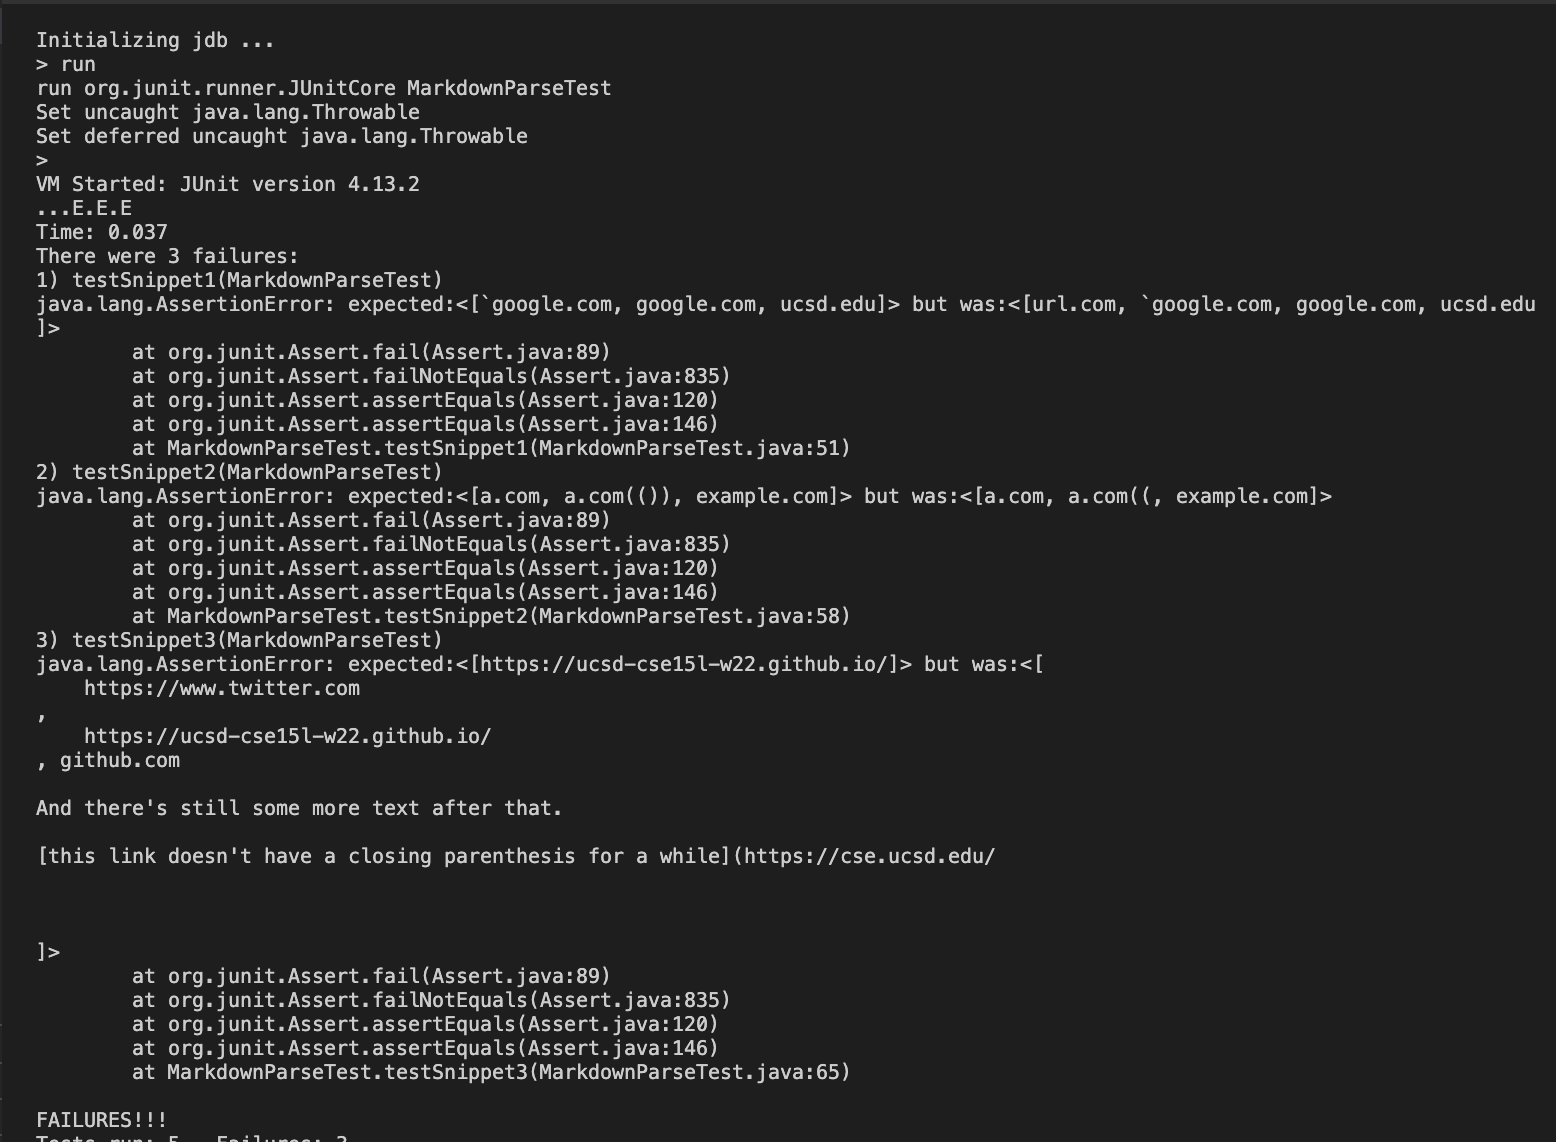 Initializing jdb ...
> run
run org.junit.runner.JUnitCore MarkdownParseTest
Set uncaught java.lang.Throwable
Set deferred uncaught java.lang.Throwable
>
VM Started: JUnit version 4.13.2
...E.E.E
Time: 0.037
There were 3 failures:
1) testSnippet1(MarkdownParseTest)
java.lang.AssertionError: expected:<[`google.com, google.com, ucsd.edu]> but was:<[url.com, `google.com, google.com, ucsd.edu
]>
        at org.junit.Assert.fail(Assert.java:89)
        at org.junit.Assert.failNotEquals(Assert.java:835)
        at org.junit.Assert.assertEquals(Assert.java:120)
        at org.junit.Assert.assertEquals(Assert.java:146)
        at MarkdownParseTest.testSnippet1(MarkdownParseTest.java:51)
2) testSnippet2(MarkdownParseTest)
java.lang.AssertionError: expected:<[a.com, a.com(()), example.com]> but was:<[a.com, a.com((, example.com]>
        at org.junit.Assert.fail(Assert.java:89)
        at org.junit.Assert.failNotEquals(Assert.java:835)
        at org.junit.Assert.assertEquals(Assert.java:120)
        at org.junit.Assert.assertEquals(Assert.java:146)
        at MarkdownParseTest.testSnippet2(MarkdownParseTest.java:58)
3) testSnippet3(MarkdownParseTest)
java.lang.AssertionError: expected:<[https://ucsd-cse15l-w22.github.io/]> but was:<[
    https://www.twitter.com
,
    https://ucsd-cse15l-w22.github.io/
, github.com

And there's still some more text after that.

[this link doesn't have a closing parenthesis for a while](https://cse.ucsd.edu/

]>
        at org.junit.Assert.fail(Assert.java:89)
        at org.junit.Assert.failNotEquals(Assert.java:835)
        at org.junit.Assert.assertEquals(Assert.java:120)
        at org.junit.Assert.assertEquals(Assert.java:146)
        at MarkdownParseTest.testSnippet3(MarkdownParseTest.java:65)

FAILURES!!!
Tests run: 5, Failures: 3